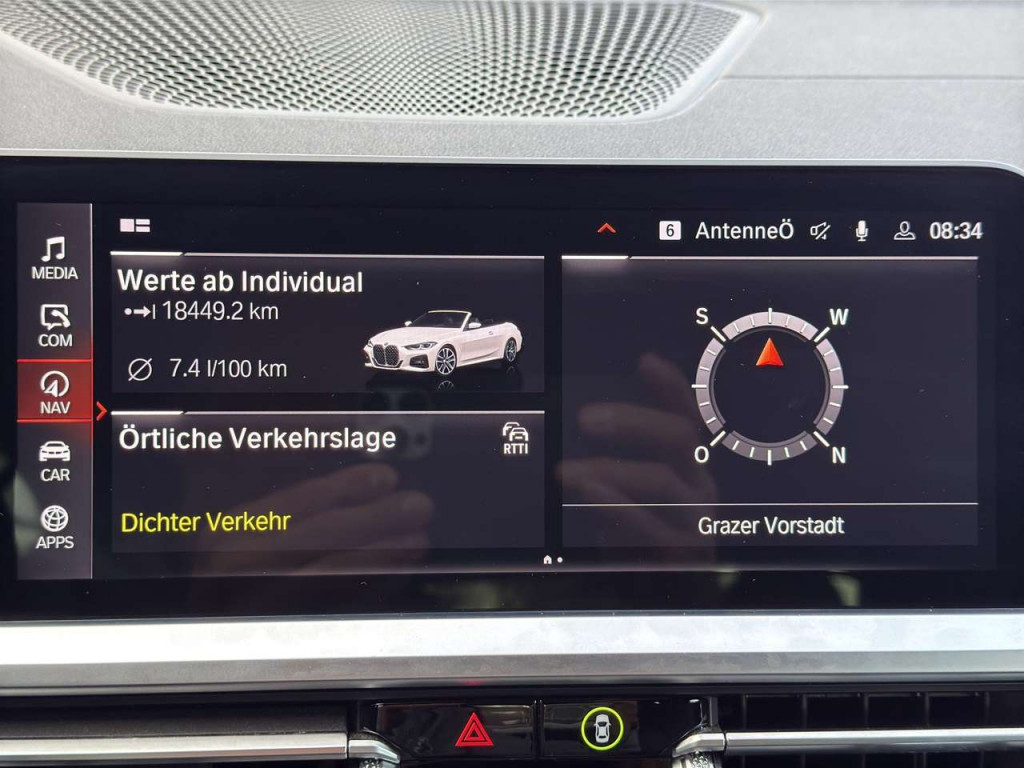 6 AntenneÖ 08:34
MEDIA
COM
NAV
CAR
APPS
Werte ab Individual
18449.2 km
7.4 l/100 km
Örtliche Verkehrslage
RTTI
Dichter Verkehr
S W
O N
Grazer Vorstadt